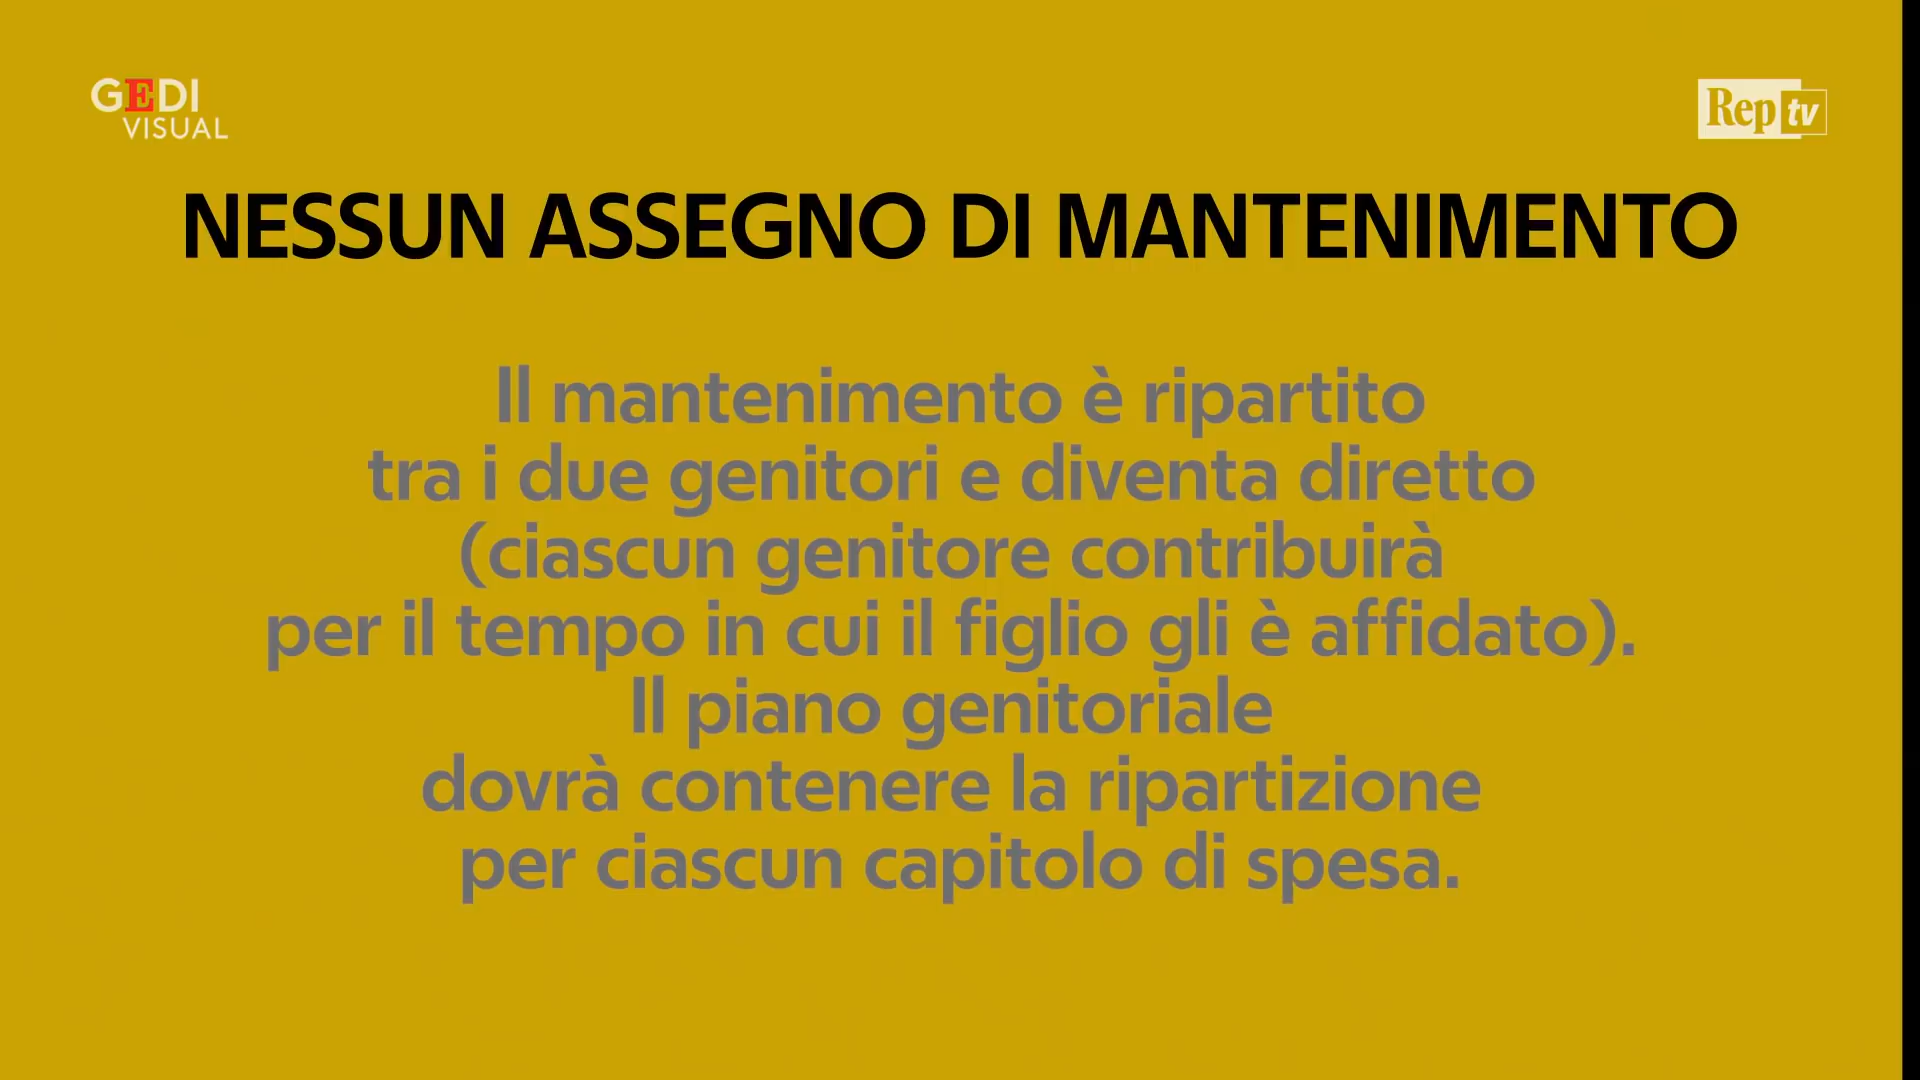 GEDI
VISUAL
Rep tv
NESSUN ASSEGNO DI MANTENIMENTO
Il mantenimento è ripartito
tra i due genitori e diventa diretto
(ciascun genitore contribuirà
per il tempo in cui il figlio gli è affidato).
Il piano genitoriale
dovrà contenere la ripartizione
per ciascun capitolo di spesa.